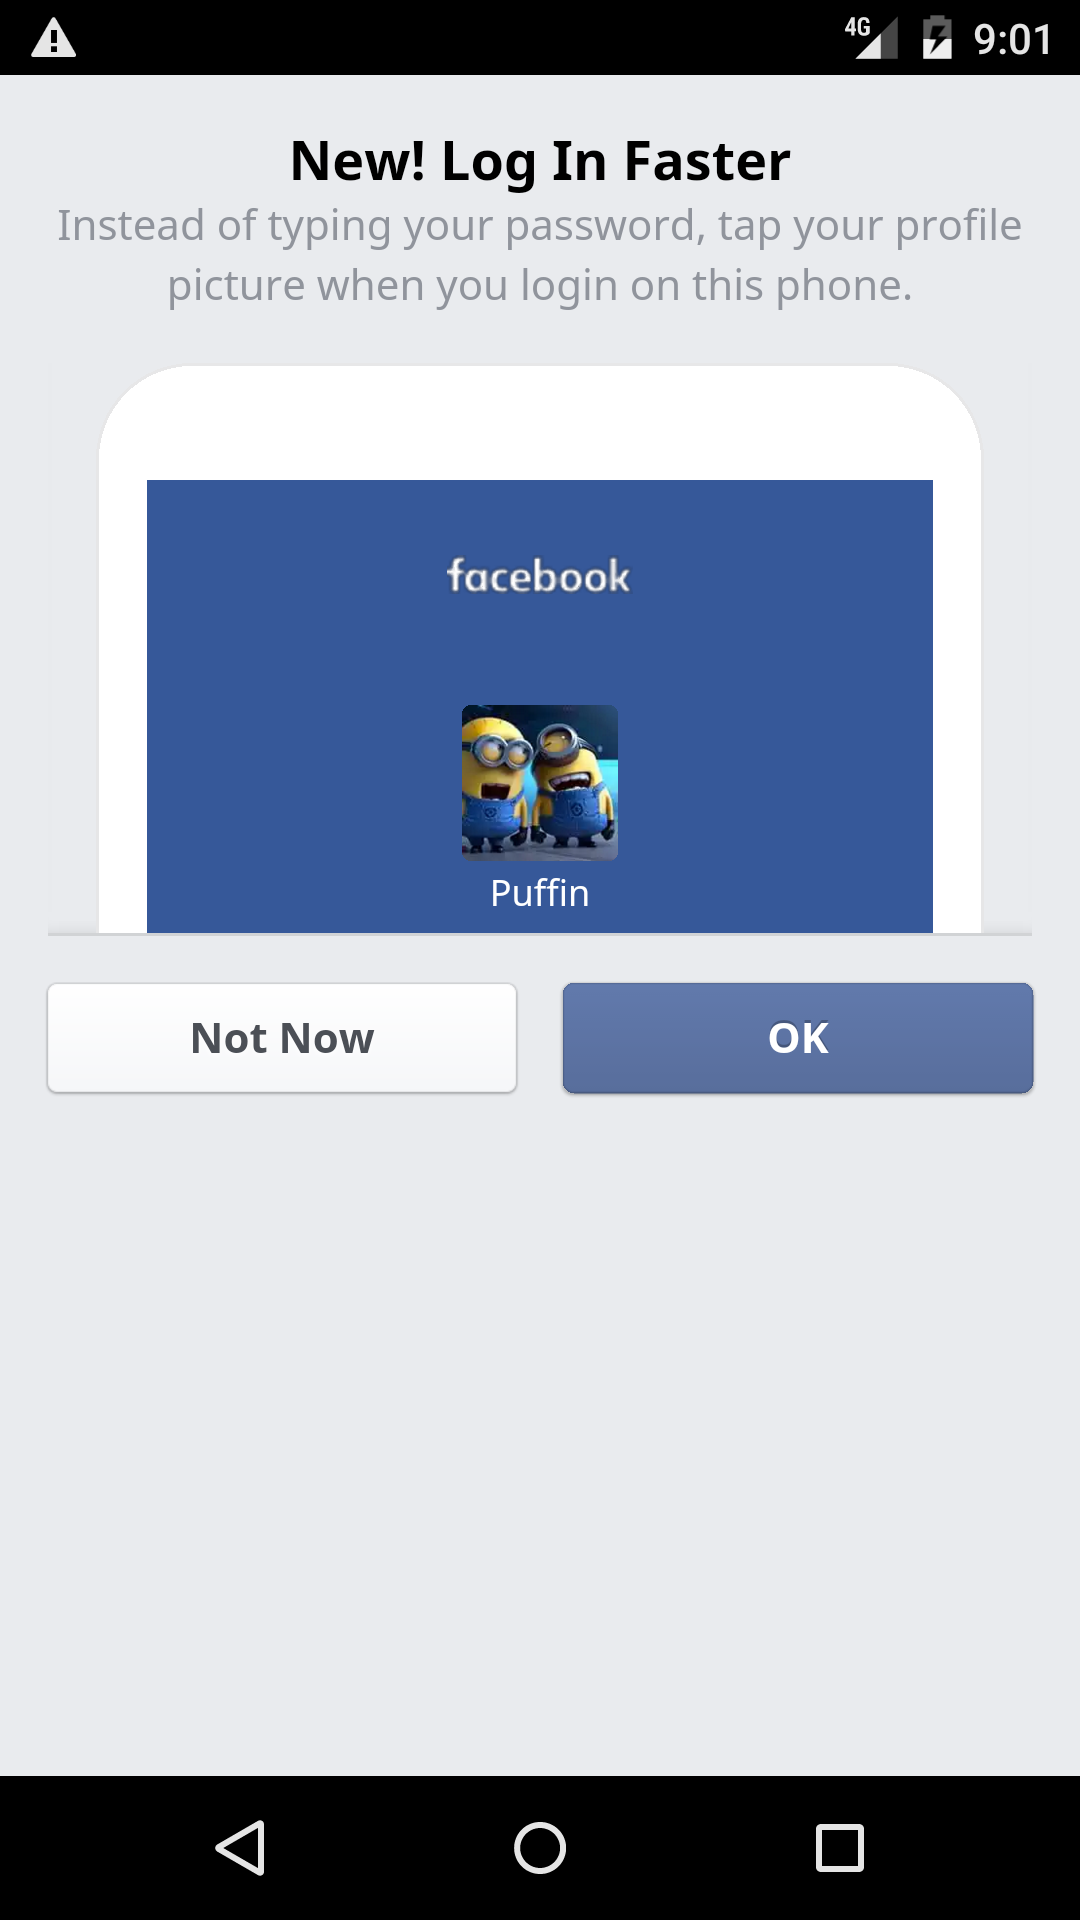 4G 9:01
New! Log In Faster
Instead of typing your password, tap your profile
picture when you login on this phone.
facebook
Puffin
Not Now OK